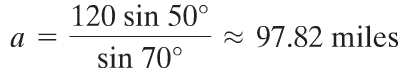 a = 120 sin 50° / sin 70° ≈ 97.82 miles